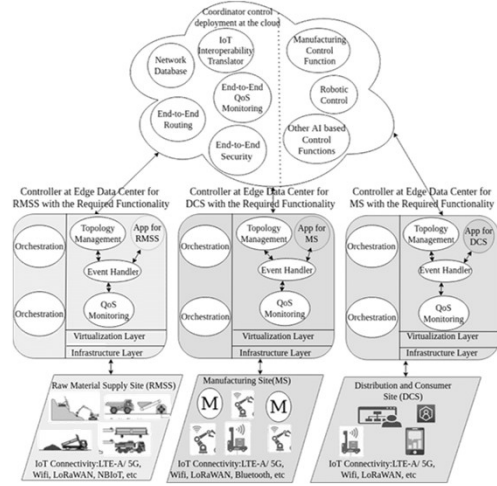 Coordinator control
deployment at the cloud
IoT
Interoperability
Translator
Manufacturing
Control
Function
Network
Database
End-to-End
QoS
Monitoring
Robotic
Control
End-to-End
Routing
End-to-End
Security
Other AI based
Control
Functions
Controller at Edge Data Center for
RMSS with the Required Functionality
Controller at Edge Data Center for
DCS with the Required Functionality
Controller at Edge Data Center for
MS with the Required Functionality
Orchestration
Topology
Management
App for
RMSS
Event Handler
Orchestration
QoS
Monitoring
Virtualization Layer
Infrastructure Layer
Orchestration
Topology
Management
App for
MS
Event Handler
Orchestration
QoS
Monitoring
Virtualization Layer
Infrastructure Layer
Orchestration
Topology
Management
App for
DCS
Event Handler
Orchestration
QoS
Monitoring
Virtualization Layer
Infrastructure Layer
Raw Material Supply Site (RMSS)
IoT Connectivity:LTE-A/ 5G,
Wifi, LoRaWAN, NBIoT, etc
Manufacturing Site(MS)
M
M
IoT Connectivity:LTE-A/ 5G,
Wifi, LoRaWAN, Bluetooth, etc
Distribution and Consumer
Site (DCS)
IoT Connectivity:LTE-A/ 5G,
Wifi, LoRaWAN, etc